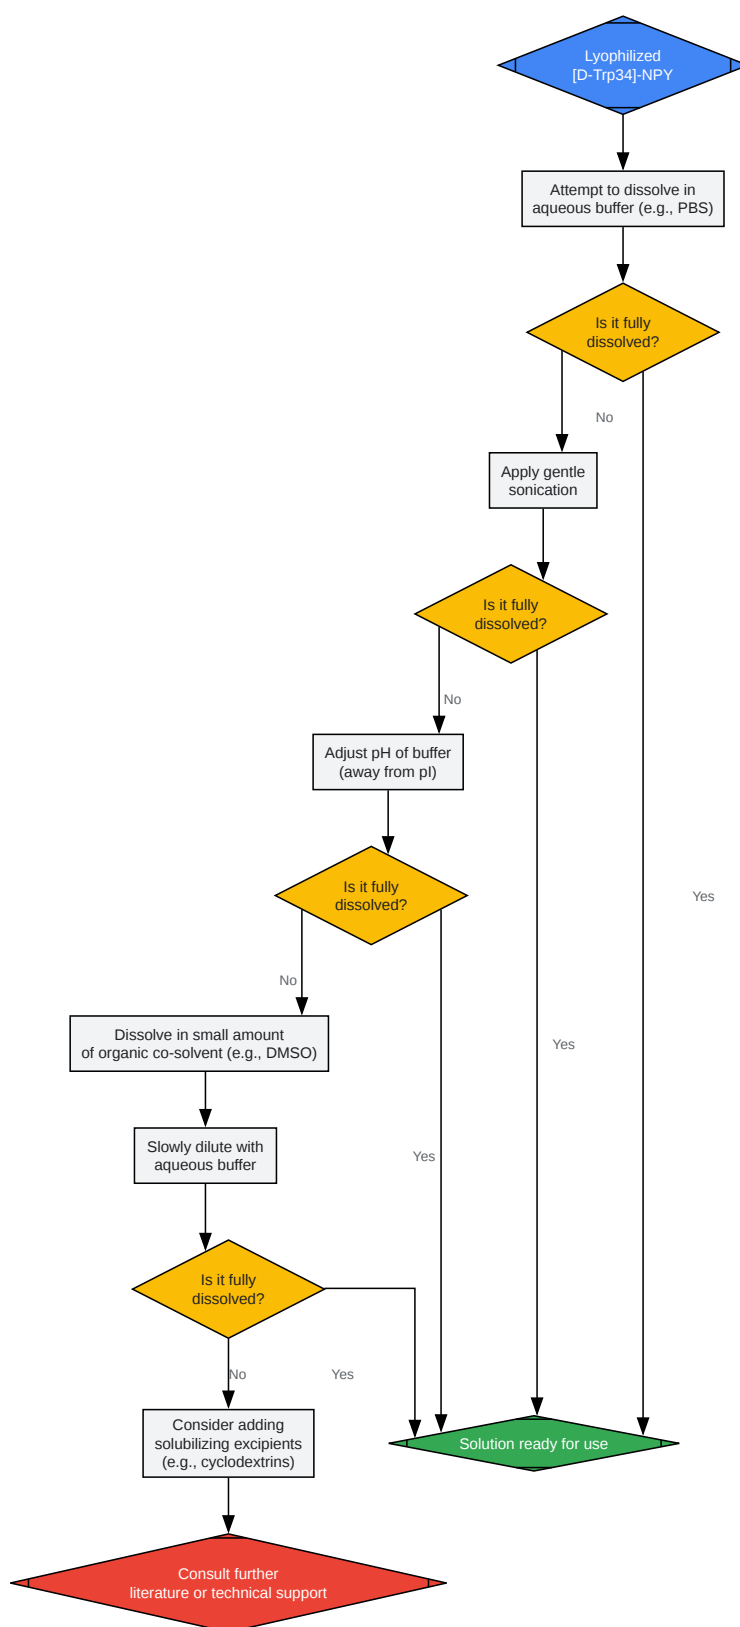 Lyophilized
[D-Trp34]-NPY
Attempt to dissolve in
aqueous buffer (e.g., PBS)
Is it fully
dissolved?
No
Apply gentle
sonication
Is it fully
dissolved?
No
Adjust pH of buffer
(away from pI)
Is it fully
dissolved?
Yes
No
Dissolve in small amount
of organic co-solvent (e.g., DMSO)
Yes
Slowly dilute with
aqueous buffer
Yes
Is it fully
dissolved?
No
Yes
Consider adding
solubilizing excipients
(e.g., cyclodextrins)
Solution ready for use
Consult further
literature or technical support